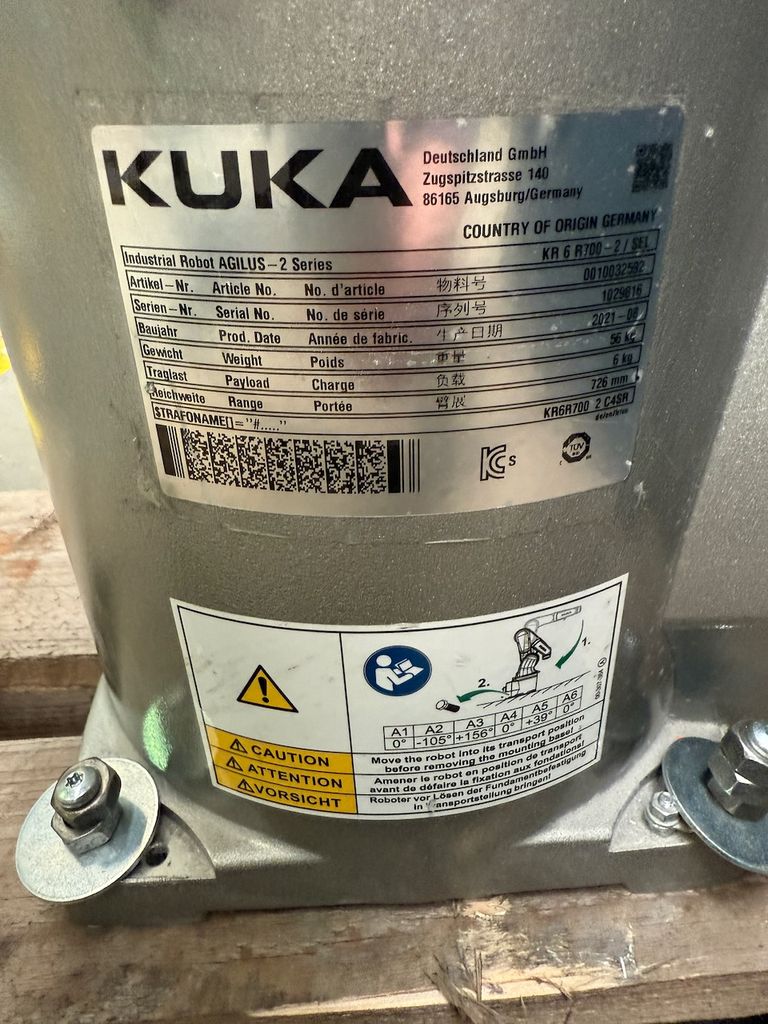 KUKA
Deutschland GmbH
Zugspitzstrasse 140
86165 Augsburg/Germany
COUNTRY OF ORIGIN GERMANY
Industrial Robot AGILUS-2 Series KR 6 R700-2 / SEL
Artikel-Nr. Article No. No. d'article 物料号 0010032592
Serien-Nr. Serial No. No. de série 序列号 1029616
Baujahr Prod. Date Année de fabric. 生产日期 2021-08
Gewicht Weight Poids 重量 56 kg
Traglast Payload Charge 负载 6 kg
Reichweite Range Portée 臂展 726 mm
$TRAFONAME[]="#....." KR6R700_2 C4SR
KC s
TÜV
1.
2.
A1 A2 A3 A4 A5 A6
0° -105° +156° 0° +39° 0°
CAUTION
ATTENTION
VORSICHT
Move the robot into its transport position
before removing the mounting base!
Amener le robot en position de transport
avant de défaire la fixation aux fondations!
Roboter vor Lösen der Fundamentbefestigung
in Transportstellung bringen!